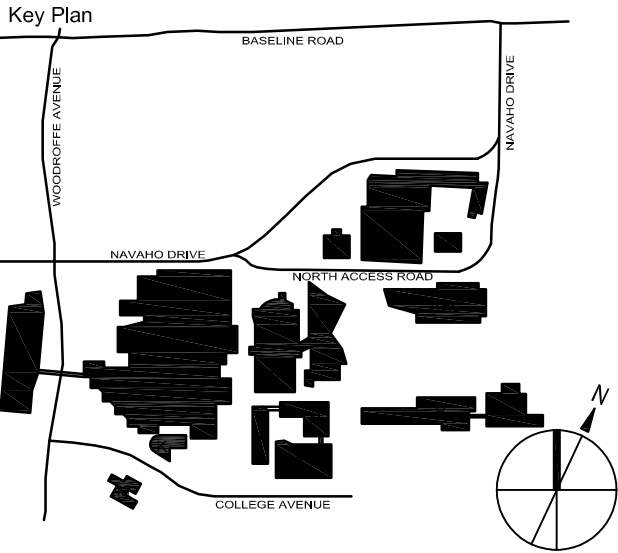 Key Plan
BASELINE ROAD
NAVAHO DRIVE
WOODROFFE AVENUE
NAVAHO DRIVE
NORTH ACCESS ROAD
N
COLLEGE AVENUE